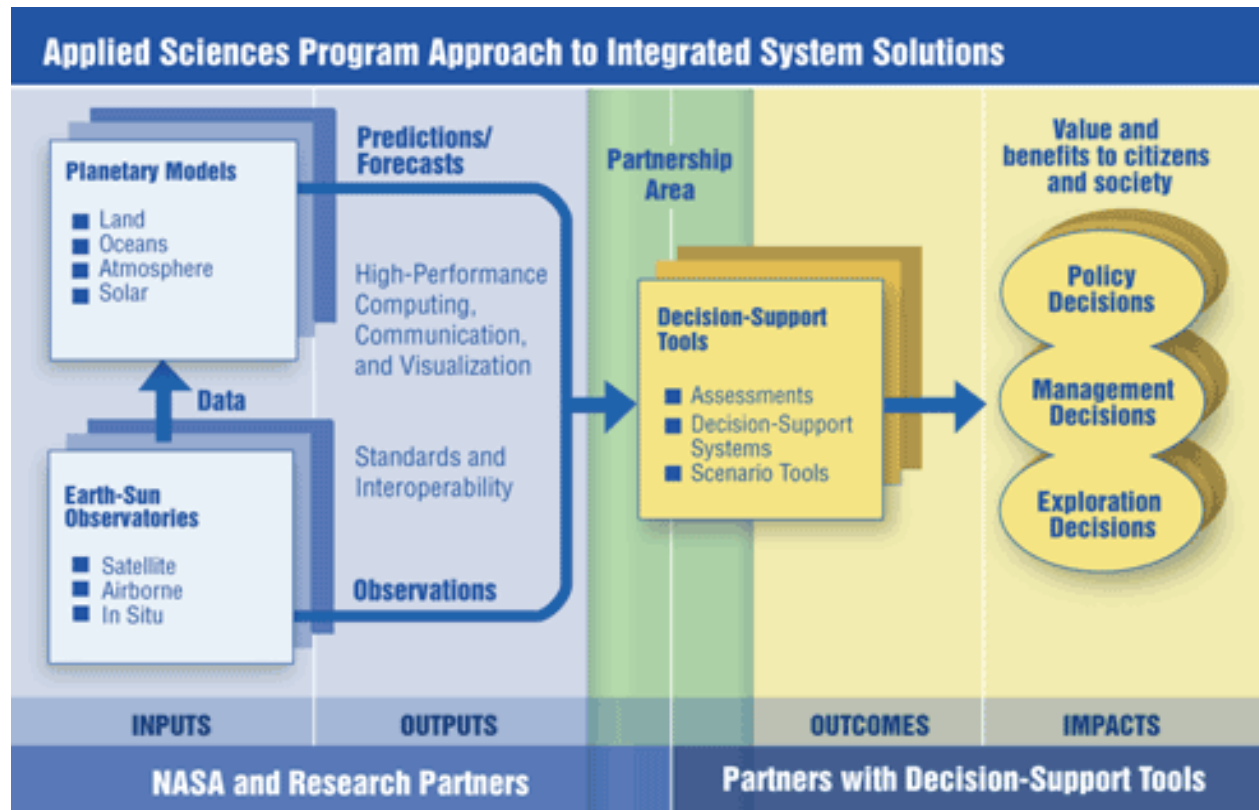 Applied Sciences Program Approach to Integrated System Solutions
Planetary Models
Land
Oceans
Atmosphere
Solar
Data
Earth-Sun
Observatories
Satellite
Airborne
In Situ
Predictions/
Forecasts
High-Performance
Computing,
Communication,
and Visualization
Standards and
Interoperability
Observations
Partnership
Area
Decision-Support
Tools
Assessments
Decision-Support
Systems
Scenario Tools
Value and
benefits to citizens
and society
Policy
Decisions
Management
Decisions
Exploration
Decisions
INPUTS
OUTPUTS
OUTCOMES
IMPACTS
NASA and Research Partners
Partners with Decision-Support Tools